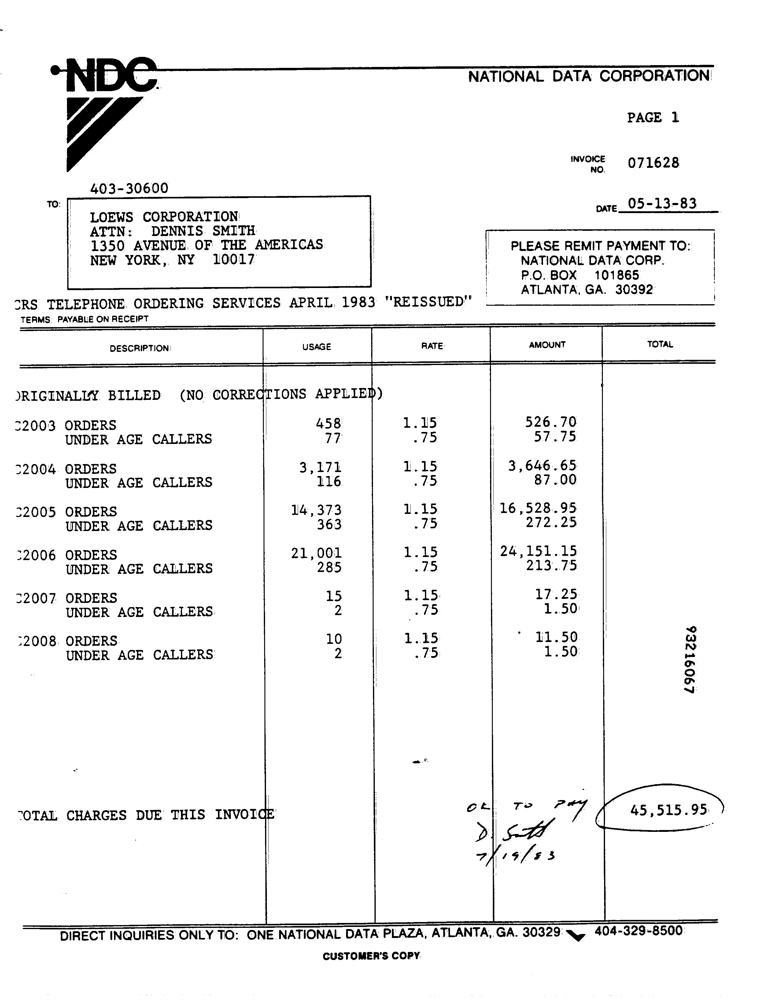 NDC
NATIONAL DATA CORPORATION
PAGE 1
INVOICE NO. 071628
403-30600
DATE 05-13-83
TO:
LOEWS CORPORATION
ATTN: DENNIS SMITH
1350 AVENUE OF THE AMERICAS
NEW YORK, NY 10017
PLEASE REMIT PAYMENT TO:
NATIONAL DATA CORP.
P.O. BOX 101865
ATLANTA, GA. 30392
CRS TELEPHONE ORDERING SERVICES APRIL 1983 "REISSUED"
TERMS: PAYABLE ON RECEIPT
DESCRIPTION USAGE RATE AMOUNT TOTAL
ORIGINALLY BILLED (NO CORRECTIONS APPLIED)
C2003 ORDERS 458 1.15 526.70
UNDER AGE CALLERS 77 .75 57.75
C2004 ORDERS 3,171 1.15 3,646.65
UNDER AGE CALLERS 116 .75 87.00
C2005 ORDERS 14,373 1.15 16,528.95
UNDER AGE CALLERS 363 .75 272.25
C2006 ORDERS 21,001 1.15 24,151.15
UNDER AGE CALLERS 285 .75 213.75
C2007 ORDERS 15 1.15 17.25
UNDER AGE CALLERS 2 .75 1.50
C2008 ORDERS 10 1.15 11.50
UNDER AGE CALLERS 2 .75 1.50
93216067
OK TO PAY
TOTAL CHARGES DUE THIS INVOICE 45,515.95
D. Smith
7/19/83
DIRECT INQUIRIES ONLY TO: ONE NATIONAL DATA PLAZA, ATLANTA, GA. 30329 404-329-8500
CUSTOMER'S COPY